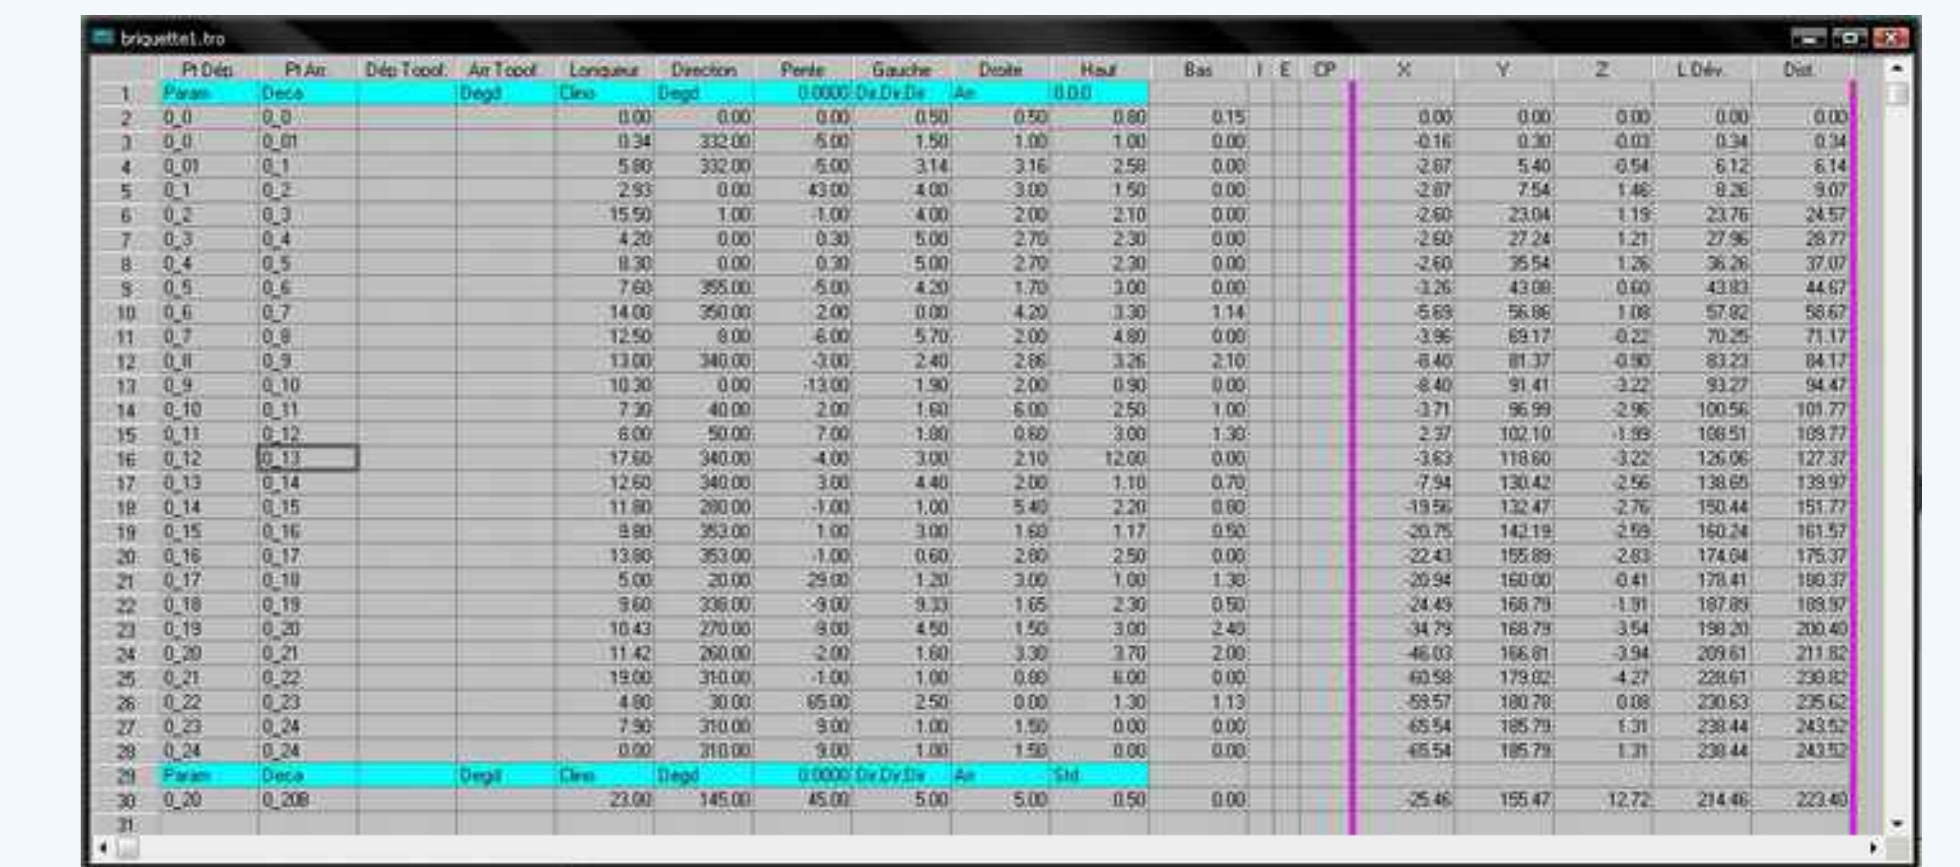 briquette1.tro
Pt Dép. Pt Arr Dép Topof. Arr Topof. Longueur Direction Pente Gauche Droite Haut Bas I E CP X Y Z L Dév. Dist.
1 Param Deca Degd Clino Degd 0.0000 Dir,Dir,Dir Arr 0,0,0
2 0_0 0_0 0.00 0.00 0.00 0.50 0.50 0.80 0.15 0.00 0.00 0.00 0.00 0.00
3 0_0 0_01 0.34 332.00 -5.00 1.50 1.00 1.00 0.00 -0.16 0.30 -0.03 0.34 0.34
4 0_01 0_1 5.80 332.00 -5.00 3.14 3.16 2.58 0.00 -2.87 5.40 -0.54 6.12 6.14
5 0_1 0_2 2.93 0.00 43.00 4.00 3.00 1.50 0.00 -2.87 7.54 1.46 8.26 9.07
6 0_2 0_3 15.50 1.00 -1.00 4.00 2.00 2.10 0.00 -2.60 23.04 1.19 23.76 24.57
7 0_3 0_4 4.20 0.00 0.30 5.00 2.70 2.30 0.00 -2.60 27.24 1.21 27.96 28.77
8 0_4 0_5 8.30 0.00 0.30 5.00 2.70 2.30 0.00 -2.60 35.54 1.26 36.26 37.07
9 0_5 0_6 7.60 355.00 -5.00 4.20 1.70 3.00 0.00 -3.26 43.08 0.60 43.83 44.67
10 0_6 0_7 14.00 350.00 2.00 0.00 4.20 3.30 1.14 -5.69 56.86 1.08 57.82 58.67
11 0_7 0_8 12.50 8.00 -6.00 5.70 2.00 4.80 0.00 -3.96 69.17 -0.22 70.25 71.17
12 0_8 0_9 13.00 340.00 -3.00 2.40 2.86 3.26 2.10 -8.40 81.37 -0.90 83.23 84.17
13 0_9 0_10 10.30 0.00 -13.00 1.90 2.00 0.90 0.00 -8.40 91.41 -3.22 93.27 94.47
14 0_10 0_11 7.30 40.00 2.00 1.60 6.00 2.50 1.00 -3.71 96.99 -2.96 100.56 101.77
15 0_11 0_12 8.00 50.00 7.00 1.80 0.60 3.00 1.30 2.37 102.10 -1.99 108.51 109.77
16 0_12 0_13 17.60 340.00 -4.00 3.00 2.10 12.00 0.00 -3.63 118.60 -3.22 126.06 127.37
17 0_13 0_14 12.60 340.00 3.00 4.40 2.00 1.10 0.70 -7.94 130.42 -2.56 138.65 139.97
18 0_14 0_15 11.80 280.00 -1.00 1.00 5.40 2.20 0.80 -19.56 132.47 -2.76 150.44 151.77
19 0_15 0_16 9.80 353.00 1.00 3.00 1.60 1.17 0.50 -20.75 142.19 -2.59 160.24 161.57
20 0_16 0_17 13.80 353.00 -1.00 0.60 2.80 2.50 0.00 -22.43 155.89 -2.83 174.04 175.37
21 0_17 0_18 5.00 20.00 29.00 1.20 3.00 1.00 1.30 -20.94 160.00 -0.41 178.41 180.37
22 0_18 0_19 9.60 338.00 -9.00 9.33 1.65 2.30 0.50 -24.49 168.79 -1.91 187.89 189.97
23 0_19 0_20 10.43 270.00 -9.00 4.50 1.50 3.00 2.40 -34.79 168.79 -3.54 198.20 200.40
24 0_20 0_21 11.42 260.00 -2.00 1.60 3.30 3.70 2.00 -46.03 166.81 -3.94 209.61 211.82
25 0_21 0_22 19.00 310.00 -1.00 1.00 0.80 6.00 0.00 -60.58 179.02 -4.27 228.61 230.82
26 0_22 0_23 4.80 30.00 65.00 2.50 0.00 1.30 1.13 -59.57 180.78 0.08 230.63 235.62
27 0_23 0_24 7.90 310.00 9.00 1.00 1.50 0.00 0.00 -65.54 185.79 1.31 238.44 243.52
28 0_24 0_24 0.00 310.00 9.00 1.00 1.50 0.00 0.00 -65.54 185.79 1.31 238.44 243.52
29 Param Deca Degd Clino Degd 0.0000 Dir,Dir,Dir Arr Std
30 0_20 0_20B 23.00 145.00 45.00 5.00 5.00 0.50 0.00 -25.46 155.47 12.72 214.46 223.40
31